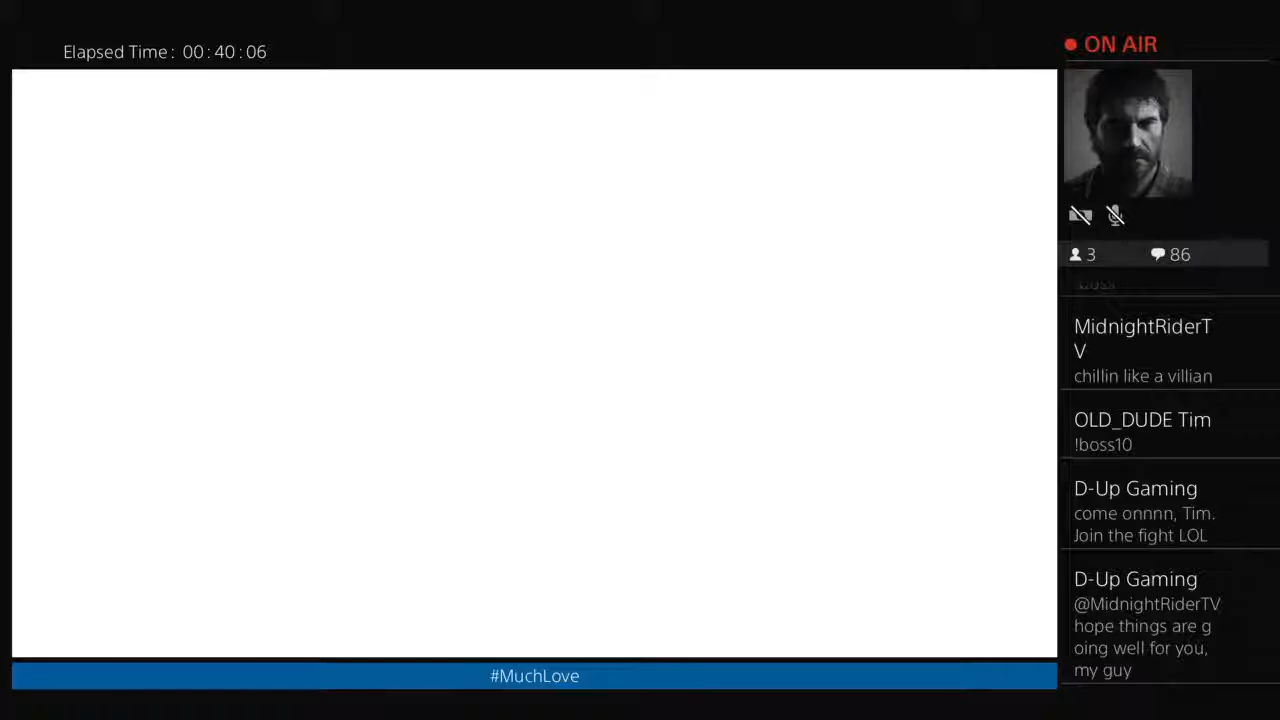 Elapsed Time: 00:40:06
ON AIR
3 86
MidnightRiderT
V
chillin like a villian
OLD_DUDE Tim
!boss10
D-Up Gaming
come onnnn, Tim.
Join the fight LOL
D-Up Gaming
@MidnightRiderTV
hope things are g
oing well for you,
my guy
#MuchLove